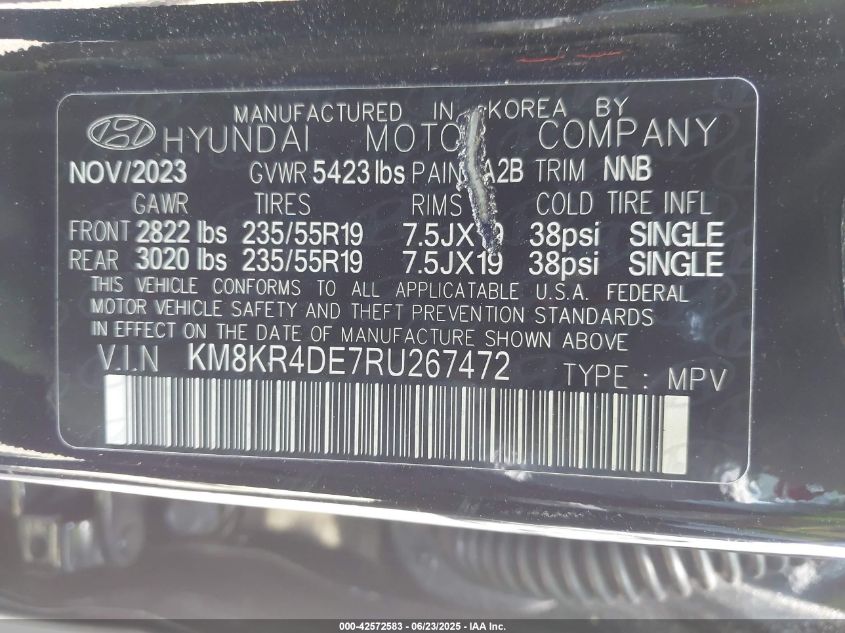 MANUFACTURED IN KOREA BY
HYUNDAI MOTOR COMPANY
NOV/2023 GVWR 5423 lbs PAINT A2B TRIM NNB
GAWR TIRES RIMS COLD TIRE INFL
FRONT 2822 lbs 235/55R19 7.5JX19 38psi SINGLE
REAR 3020 lbs 235/55R19 7.5JX19 38psi SINGLE
THIS VEHICLE CONFORMS TO ALL APPLICATABLE U.S.A. FEDERAL
MOTOR VEHICLE SAFETY AND THEFT PREVENTION STANDARDS
IN EFFECT ON THE DATE OF MANUFACTURE SHOWN ABOVE
V.I.N KM8KR4DE7RU267472 TYPE : MPV
000-42572583 - 06/23/2025 - IAA Inc.